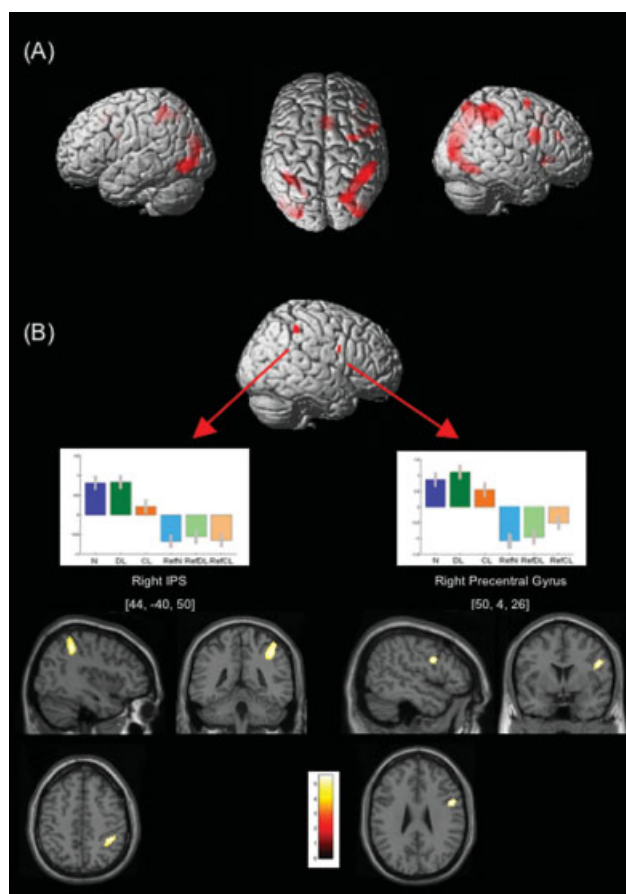 (A)
(B)
N DL CL RefN RefDL RefCL
N DL CL RefN RefDL RefCL
Right IPS
Right Precentral Gyrus
[44, -40, 50]
[50, 4, 26]